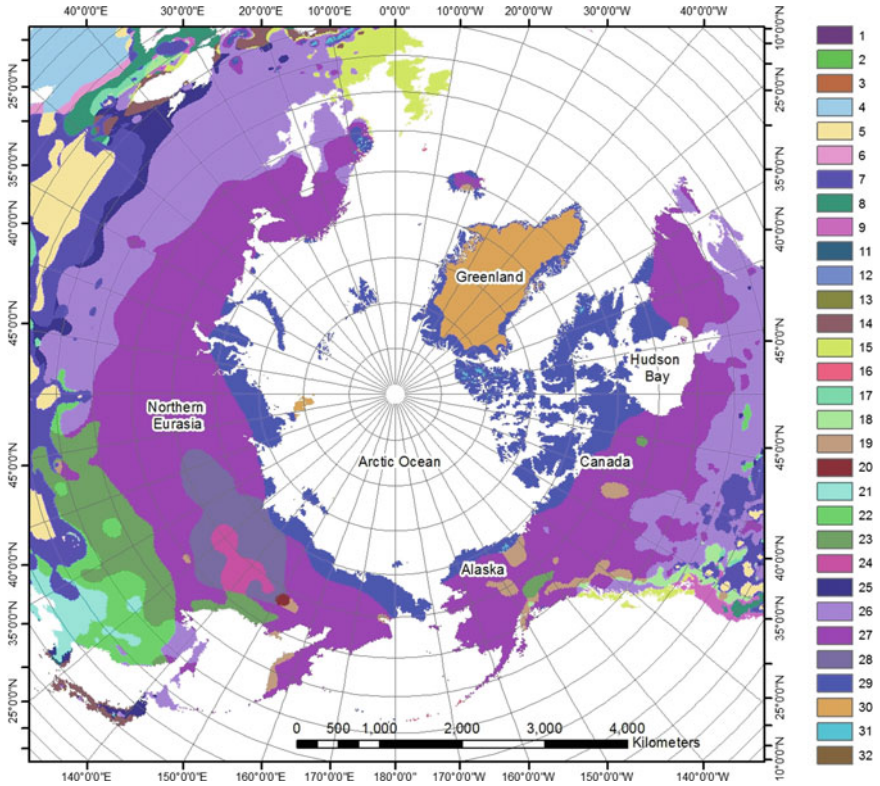 40°0'0"E 30°0'0"E 20°0'0"E 10°0'0"E 0°0'0" 10°0'0"W 20°0'0"W 30°0'0"W 40°0'0"W
25°0'0"N
35°0'0"N
40°0'0"N
45°0'0"N
45°0'0"N
40°0'0"N
35°0'0"N
25°0'0"N
Greenland
Hudson
Bay
Northern
Eurasia
Arctic Ocean
Canada
Alaska
0 500 1,000 2,000 3,000 4,000
Kilometers
10°0'0"N
25°0'0"N
35°0'0"N
40°0'0"N
45°0'0"N
45°0'0"N
40°0'0"N
35°0'0"N
25°0'0"N
10°0'0"N
140°0'0"E 150°0'0"E 160°0'0"E 170°0'0"E 180°0'0" 170°0'0"W 160°0'0"W 150°0'0"W 140°0'0"W
1
2
3
4
5
6
7
8
9
11
12
13
14
15
16
17
18
19
20
21
22
23
24
25
26
27
28
29
30
31
32